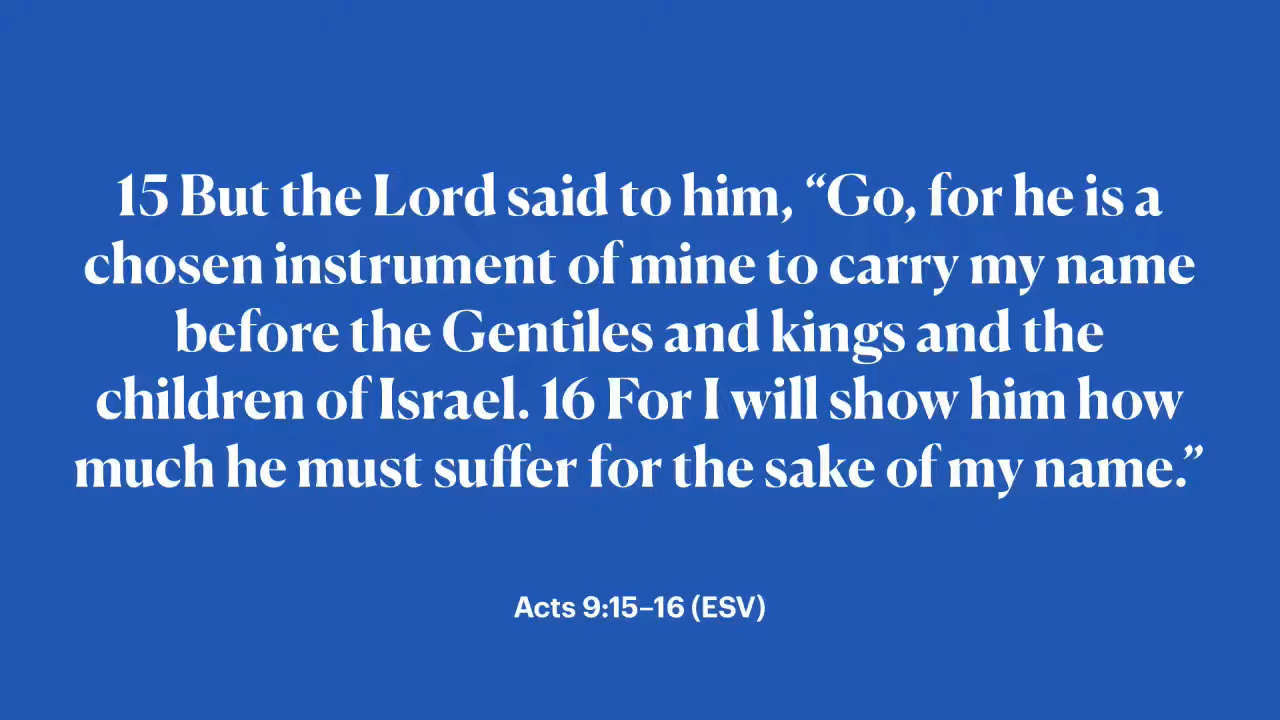 15 But the Lord said to him, “Go, for he is a
chosen instrument of mine to carry my name
before the Gentiles and kings and the
children of Israel. 16 For I will show him how
much he must suffer for the sake of my name.”
Acts 9:15–16 (ESV)